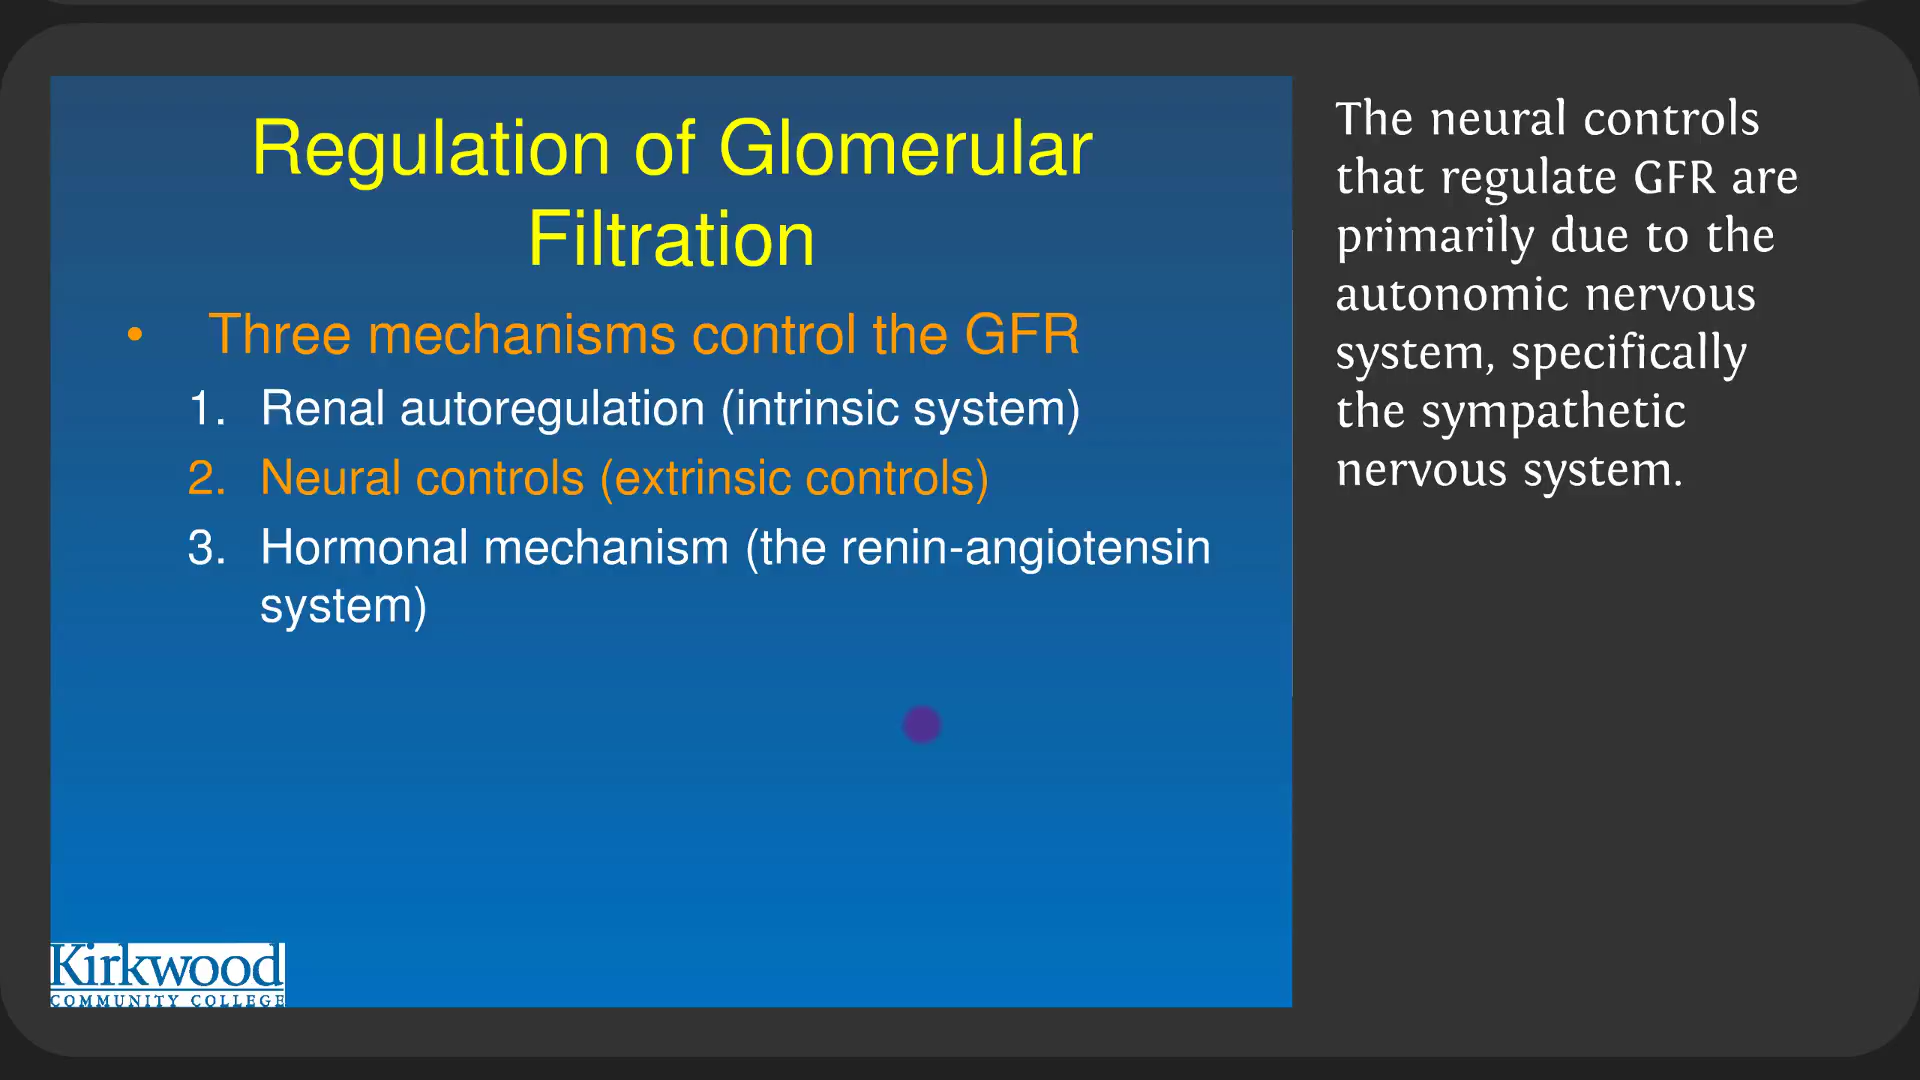 Regulation of Glomerular
Filtration
• Three mechanisms control the GFR
1. Renal autoregulation (intrinsic system)
2. Neural controls (extrinsic controls)
3. Hormonal mechanism (the renin-angiotensin
system)
Kirkwood
COMMUNITY COLLEGE
The neural controls
that regulate GFR are
primarily due to the
autonomic nervous
system, specifically
the sympathetic
nervous system.